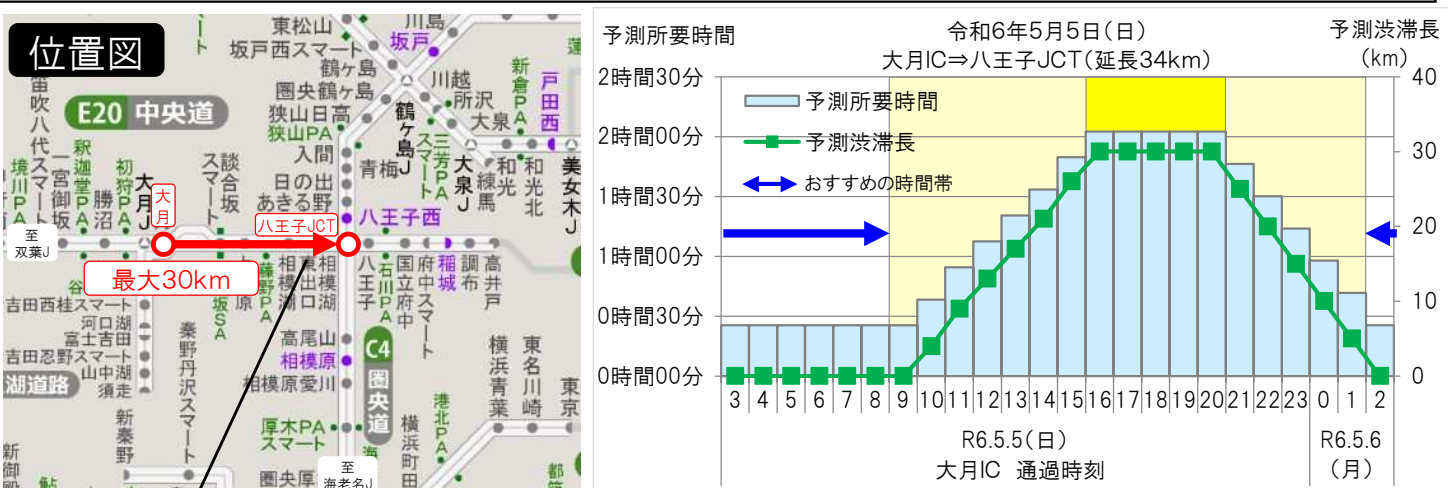 位置図
E20 中央道
C4 圏央道
湖道路
東松山
坂戸西スマート
川島
坂戸
鶴ヶ島
圏央鶴ヶ島
狭山日高
狭山PA
入間
青梅
日の出
あきる野
八王子西
鶴ヶ島J
川越
所沢
大泉
三芳PA
スマート
新倉PA
戸田西
大泉J
練馬
和光
和光北
美女木J
笛吹八代スマート
境川PA
一宮御坂
釈迦堂PA
勝沼
初狩PA
大月J
大月
談合坂
スマート
八王子JCT
至
双葉J
最大30km
藤野PA
相模湖
相模湖東出口
八王子
石川PA
国立府中
府中スマート
稲城
調布
高井戸
吉田西桂スマート
河口湖
富士吉田
吉田忍野スマート
山中湖
須走
新秦野
秦野丹沢スマート
高尾山
相模原
相模原愛川
厚木PA
スマート
圏央厚
至
海老名J
横浜町田
港北PA
横浜青葉
東名川崎
東京
予測所要時間
令和6年5月5日(日)
大月IC⇒八王子JCT(延長34km)
予測渋滞長
(km)
2時間30分
2時間00分
1時間30分
1時間00分
0時間30分
0時間00分
予測所要時間
予測渋滞長
おすすめの時間帯
40
30
20
10
0
3 4 5 6 7 8 9 10 11 12 13 14 15 16 17 18 19 20 21 22 23 0 1 2
R6.5.5(日) R6.5.6
大月IC 通過時刻 (月)